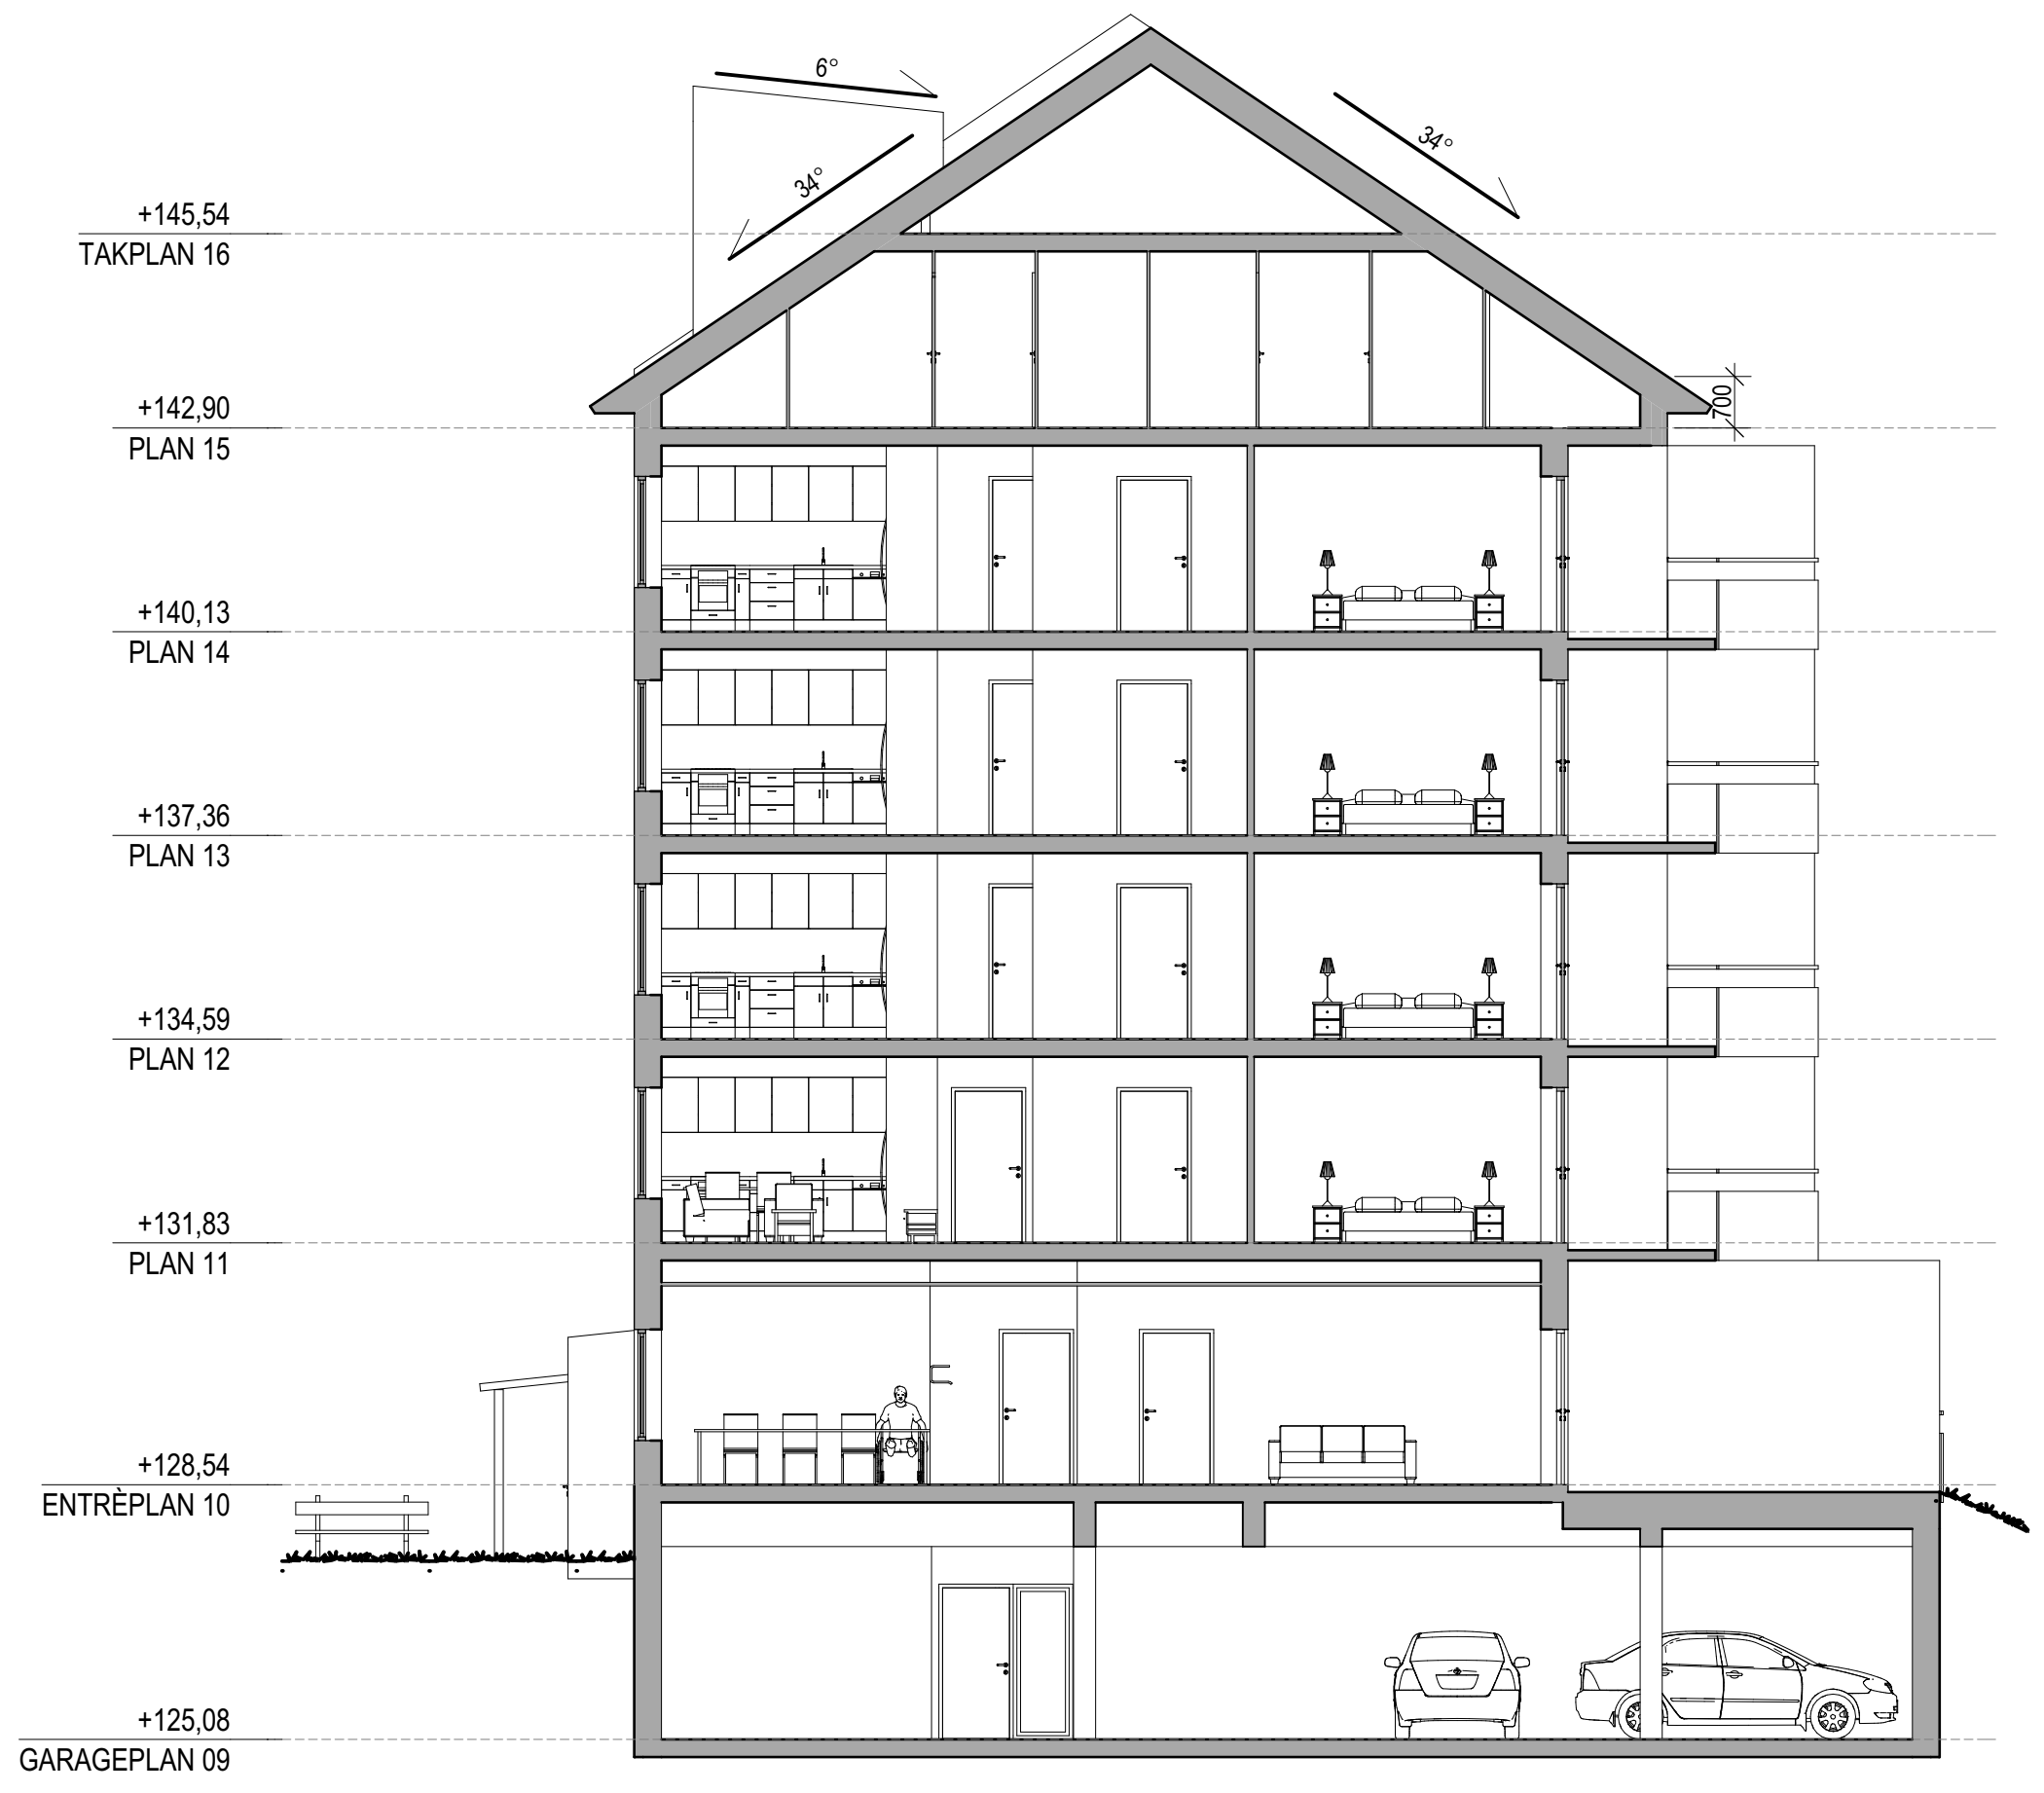 6°
34°
34°
+145,54
TAKPLAN 16
700
+142,90
PLAN 15
+140,13
PLAN 14
+137,36
PLAN 13
+134,59
PLAN 12
+131,83
PLAN 11
+128,54
ENTRÈPLAN 10
+125,08
GARAGEPLAN 09